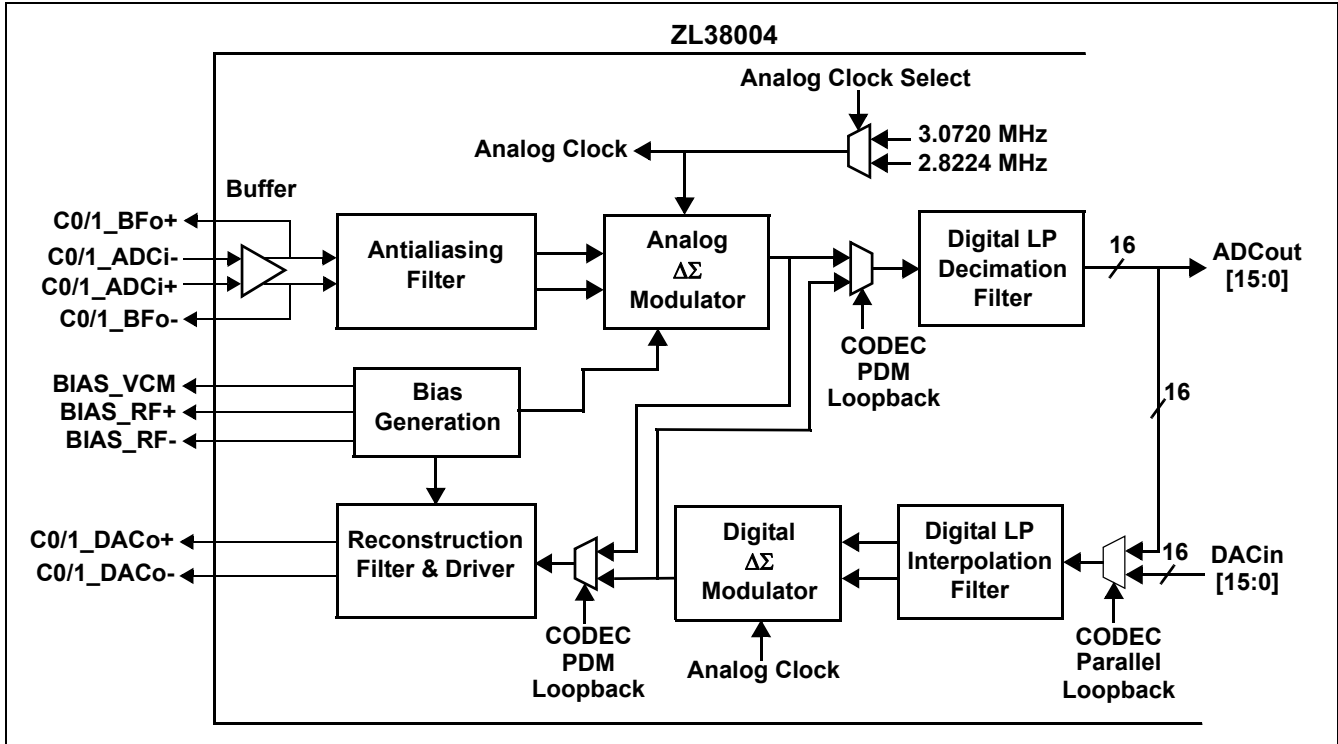 ZL38004
Analog Clock Select
3.0720 MHz
2.8224 MHz
Analog Clock
Buffer
C0/1_BFo+
C0/1_ADCi-
C0/1_ADCi+
C0/1_BFo-
Antialiasing
Filter
Analog
ΔΣ
Modulator
Digital LP
Decimation
Filter
16
ADCout
[15:0]
CODEC
PDM
Loopback
16
BIAS_VCM
BIAS_RF+
BIAS_RF-
Bias
Generation
C0/1_DACo+
C0/1_DACo-
Reconstruction
Filter & Driver
Digital
ΔΣ
Modulator
Digital LP
Interpolation
Filter
16
DACin
[15:0]
CODEC
PDM
Loopback
Analog Clock
CODEC
Parallel
Loopback